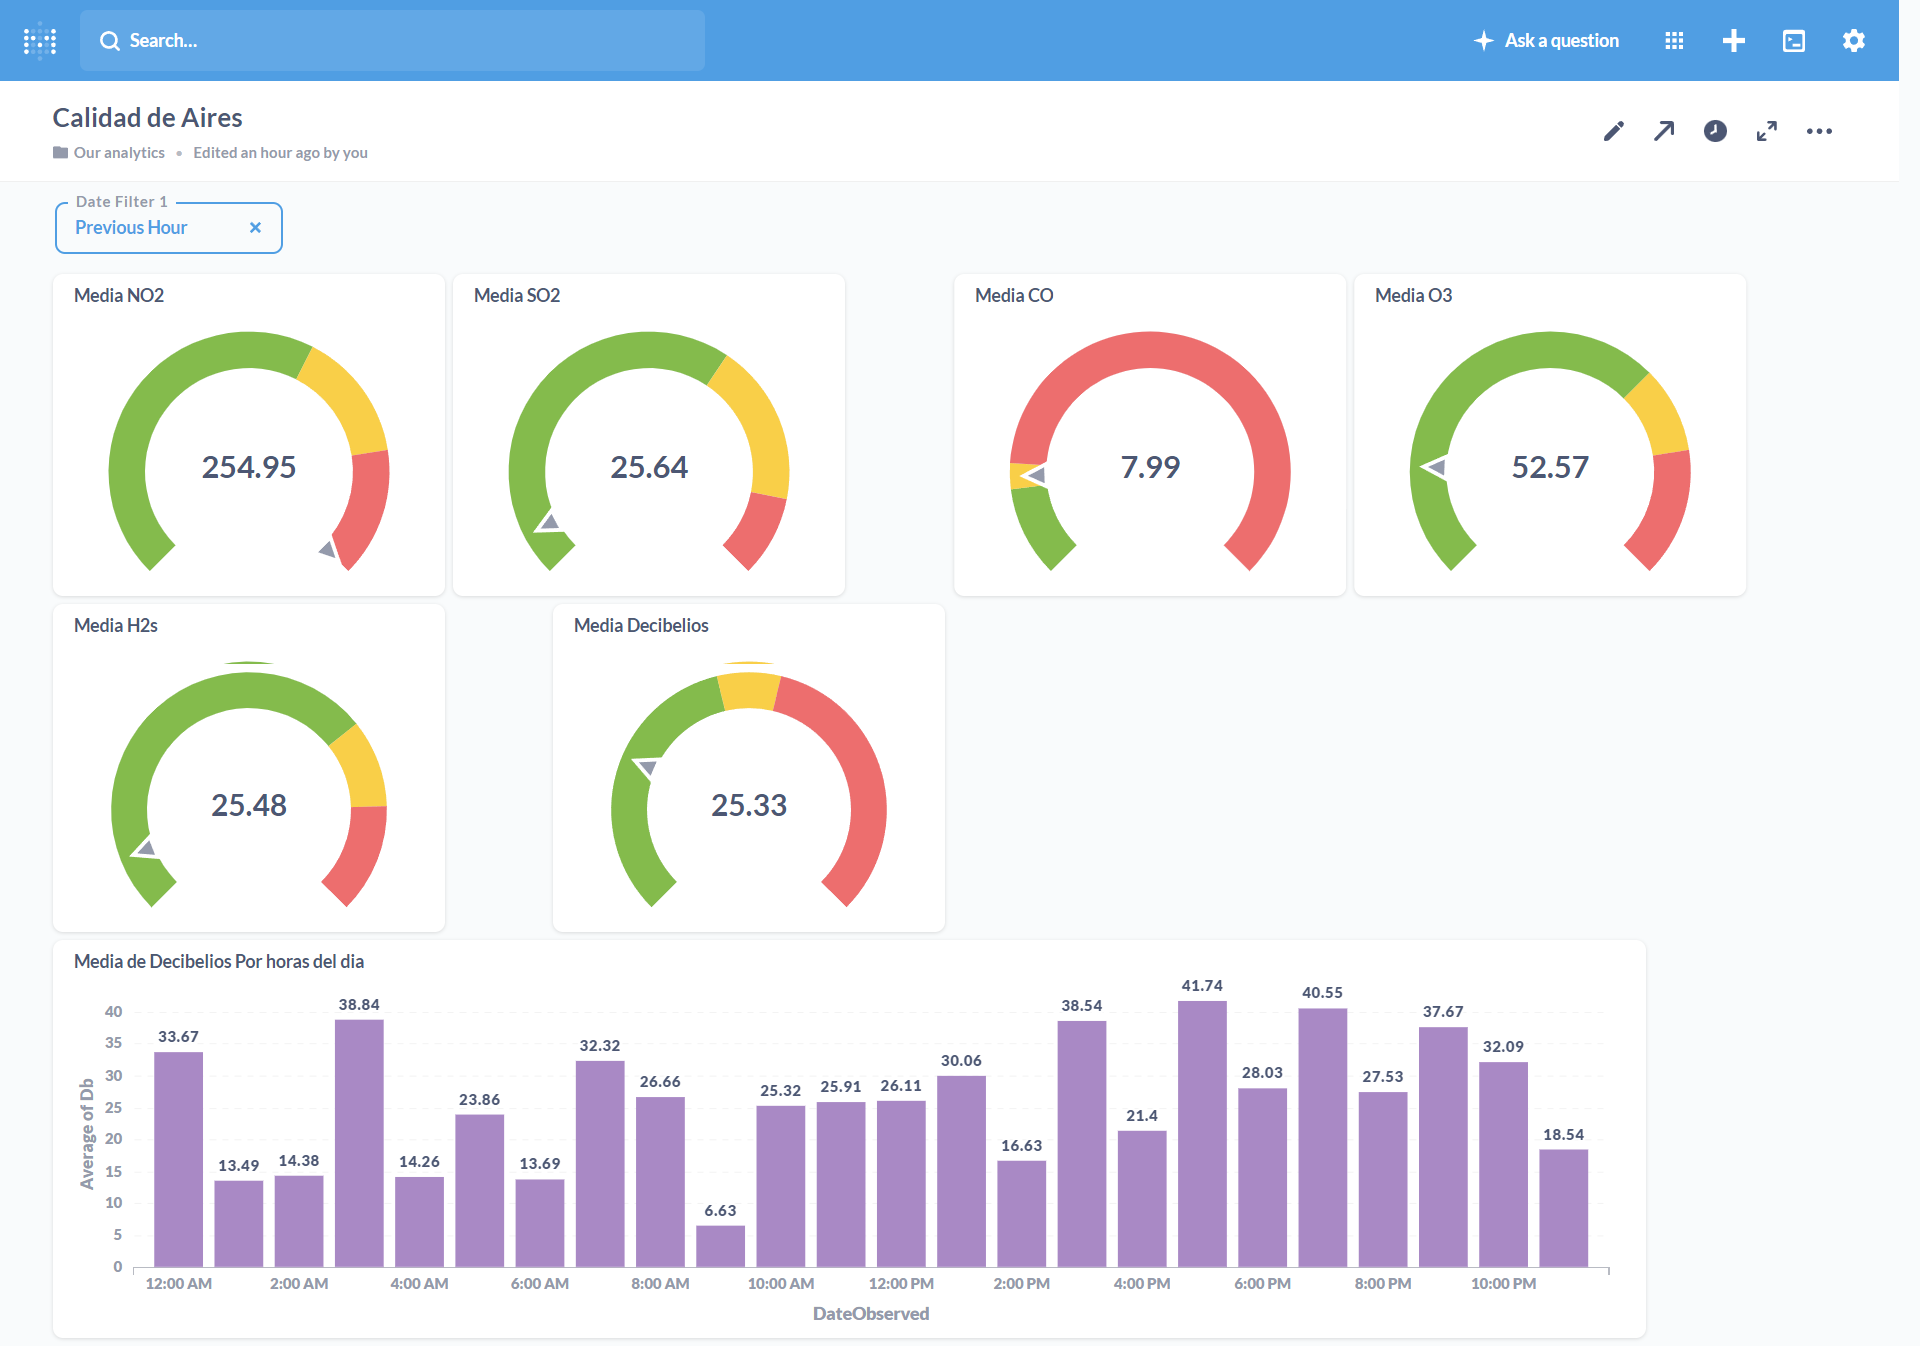 Search...
Ask a question
Calidad de Aires
Our analytics • Edited an hour ago by you
Date Filter 1
Previous Hour
Media NO2
254.95
Media SO2
25.64
Media CO
7.99
Media O3
52.57
Media H2s
25.48
Media Decibelios
25.33
Media de Decibelios Por horas del dia
Average of Db
40
35
30
25
20
15
10
5
0
33.67
13.49
14.38
38.84
14.26
23.86
13.69
32.32
26.66
6.63
25.32
25.91
26.11
30.06
16.63
38.54
21.4
41.74
28.03
40.55
27.53
37.67
32.09
18.54
12:00 AM 2:00 AM 4:00 AM 6:00 AM 8:00 AM 10:00 AM 12:00 PM 2:00 PM 4:00 PM 6:00 PM 8:00 PM 10:00 PM
DateObserved